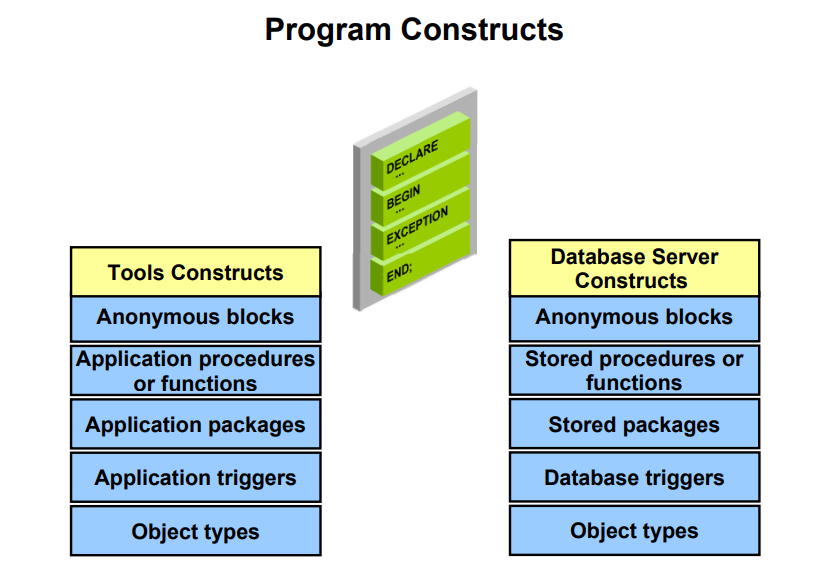 Program Constructs
DECLARE
...
BEGIN
...
EXCEPTION
...
END;
Tools Constructs
Anonymous blocks
Application procedures
or functions
Application packages
Application triggers
Object types
Database Server
Constructs
Anonymous blocks
Stored procedures or
functions
Stored packages
Database triggers
Object types